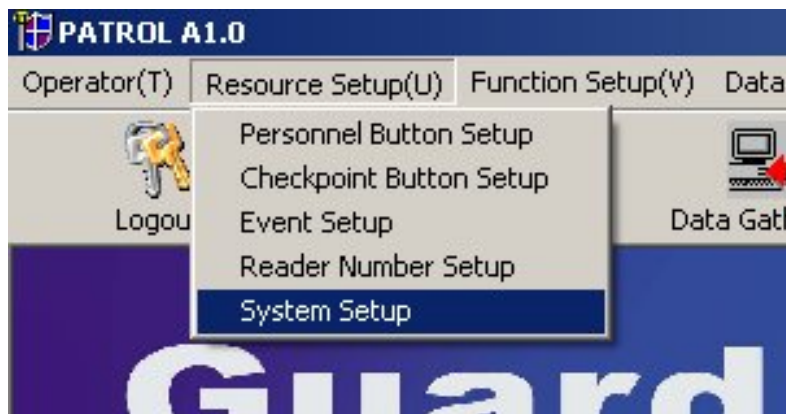 PATROL A1.0
Operator(T) Resource Setup(U) Function Setup(V) Data
Personnel Button Setup
Checkpoint Button Setup
Logou
Event Setup
Data Gat
Reader Number Setup
System Setup
Guard